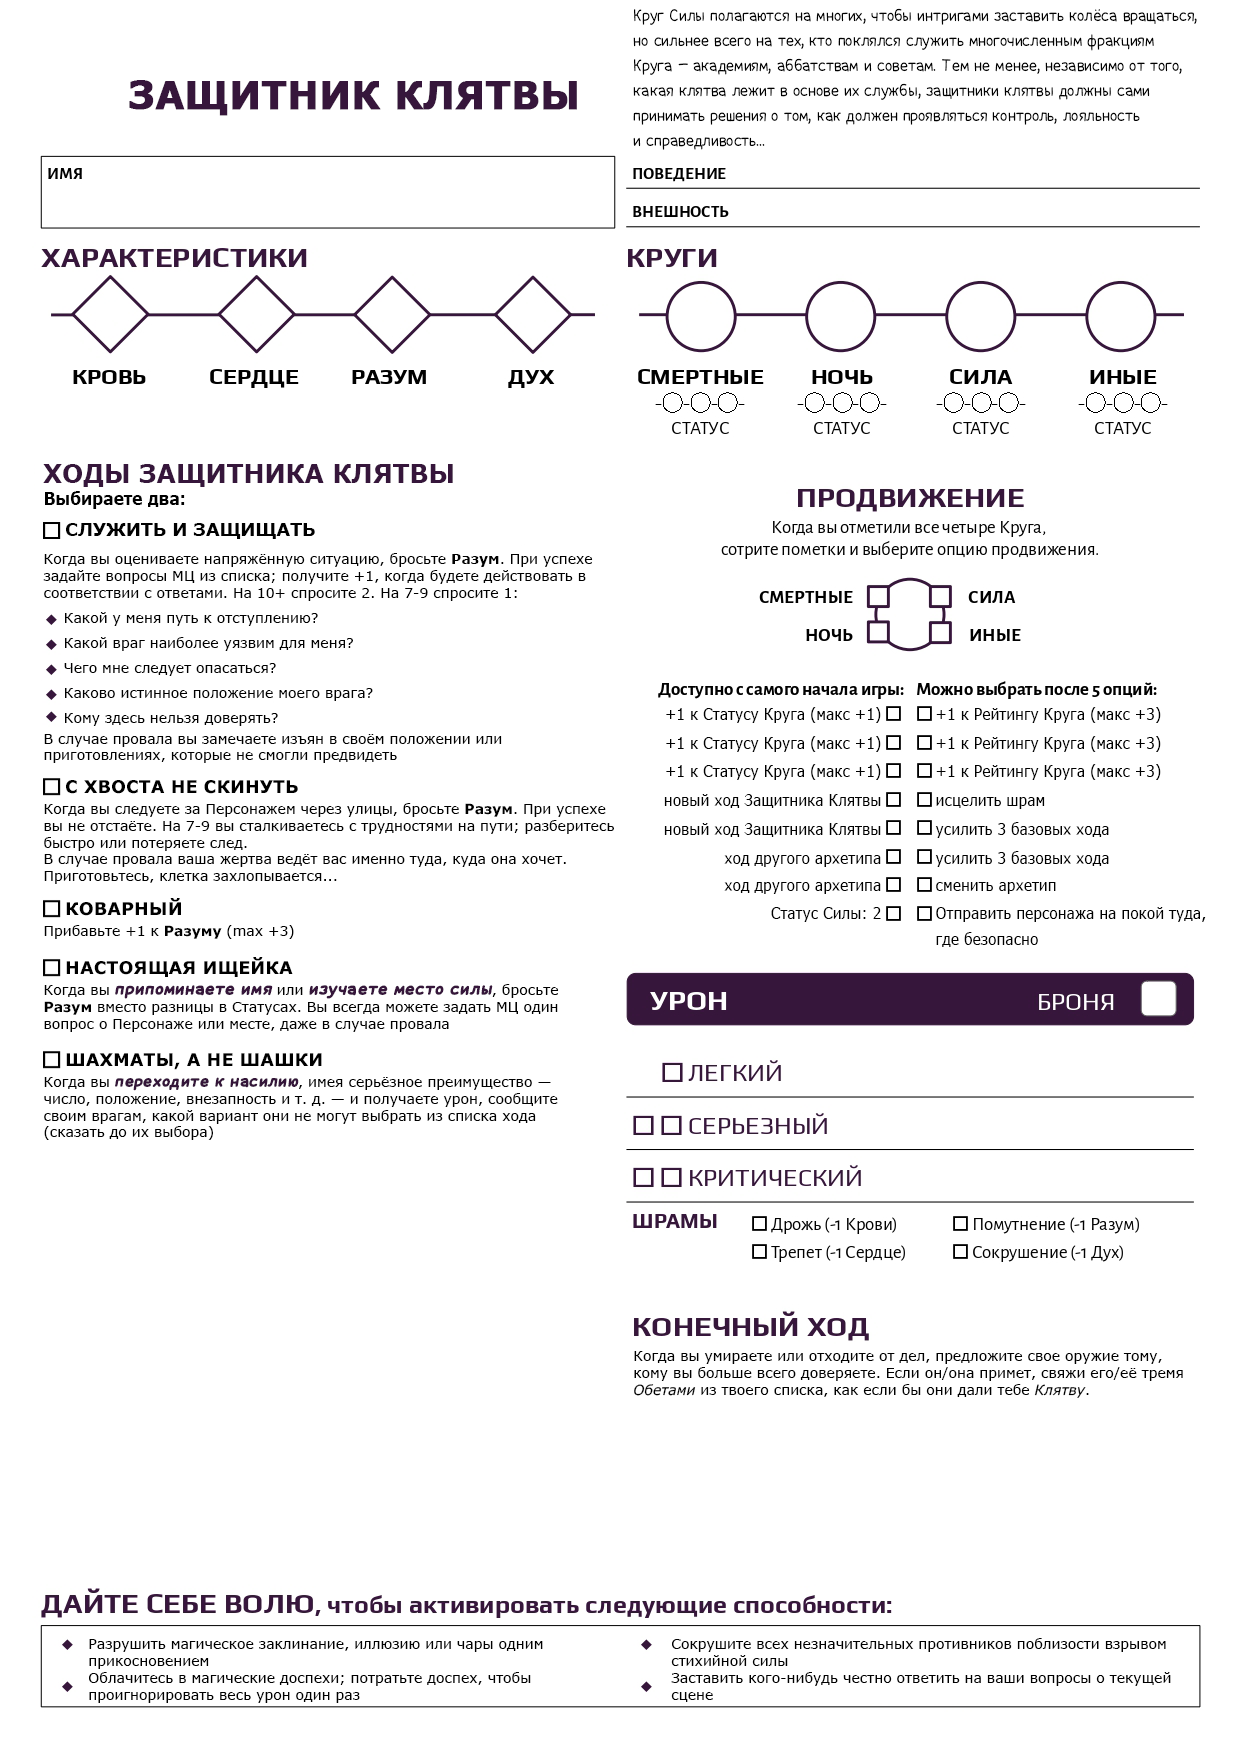 Круг Силы полагаются на многих, чтобы интригами заставить колёса вращаться,
но сильнее всего на тех, кто поклялся служить многочисленным фракциям
Круга – академиям, аббатствам и советам. Тем не менее, независимо от того,
какая клятва лежит в основе их службы, защитники клятвы должны сами
принимать решения о том, как должен проявляться контроль, лояльность
и справедливость...
ЗАЩИТНИК КЛЯТВЫ
ИМЯ
ПОВЕДЕНИЕ
ВНЕШНОСТЬ
ХАРАКТЕРИСТИКИ
КРОВЬ СЕРДЦЕ РАЗУМ ДУХ
КРУГИ
СМЕРТНЫЕ НОЧЬ СИЛА ИНЫЕ
СТАТУС СТАТУС СТАТУС СТАТУС
ХОДЫ ЗАЩИТНИКА КЛЯТВЫ
Выбираете два:
СЛУЖИТЬ И ЗАЩИЩАТЬ
Когда вы оцениваете напряжённую ситуацию, бросьте Разум. При успехе
задайте вопросы МЦ из списка; получите +1, когда будете действовать в
соответствии с ответами. На 10+ спросите 2. На 7-9 спросите 1:
◆ Какой у меня путь к отступлению?
◆ Какой враг наиболее уязвим для меня?
◆ Чего мне следует опасаться?
◆ Каково истинное положение моего врага?
◆ Кому здесь нельзя доверять?
В случае провала вы замечаете изъян в своём положении или
приготовлениях, которые не смогли предвидеть
С ХВОСТА НЕ СКИНУТЬ
Когда вы следуете за Персонажем через улицы, бросьте Разум. При успехе
вы не отстаёте. На 7-9 вы сталкиваетесь с трудностями на пути; разберитесь
быстро или потеряете след.
В случае провала ваша жертва ведёт вас именно туда, куда она хочет.
Приготовьтесь, клетка захлопывается...
КОВАРНЫЙ
Прибавьте +1 к Разуму (max +3)
НАСТОЯЩАЯ ИЩЕЙКА
Когда вы припоминаете имя или изучаете место силы, бросьте
Разум вместо разницы в Статусах. Вы всегда можете задать МЦ один
вопрос о Персонаже или месте, даже в случае провала
ШАХМАТЫ, А НЕ ШАШКИ
Когда вы переходите к насилию, имея серьёзное преимущество —
число, положение, внезапность и т. д. — и получаете урон, сообщите
своим врагам, какой вариант они не могут выбрать из списка хода
(сказать до их выбора)
ПРОДВИЖЕНИЕ
Когда вы отметили все четыре Круга,
сотрите пометки и выберите опцию продвижения.
СМЕРТНЫЕ СИЛА
НОЧЬ ИНЫЕ
Доступно с самого начала игры: Можно выбрать после 5 опций:
+1 к Статусу Круга (макс +1) +1 к Рейтингу Круга (макс +3)
+1 к Статусу Круга (макс +1) +1 к Рейтингу Круга (макс +3)
+1 к Статусу Круга (макс +1) +1 к Рейтингу Круга (макс +3)
новый ход Защитника Клятвы исцелить шрам
новый ход Защитника Клятвы усилить 3 базовых хода
ход другого архетипа усилить 3 базовых хода
ход другого архетипа сменить архетип
Статус Силы: 2 Отправить персонажа на покой туда,
где безопасно
УРОН БРОНЯ
ЛЕГКИЙ
СЕРЬЕЗНЫЙ
КРИТИЧЕСКИЙ
ШРАМЫ Дрожь (-1 Крови) Помутнение (-1 Разум)
Трепет (-1 Сердце) Сокрушение (-1 Дух)
КОНЕЧНЫЙ ХОД
Когда вы умираете или отходите от дел, предложите свое оружие тому,
кому вы больше всего доверяете. Если он/она примет, свяжи его/её тремя
Обетами из твоего списка, как если бы они дали тебе Клятву.
ДАЙТЕ СЕБЕ ВОЛЮ, чтобы активировать следующие способности:
◆ Разрушить магическое заклинание, иллюзию или чары одним
прикосновением
◆ Облачитесь в магические доспехи; потратьте доспех, чтобы
проигнорировать весь урон один раз
◆ Сокрушите всех незначительных противников поблизости взрывом
стихийной силы
◆ Заставить кого-нибудь честно ответить на ваши вопросы о текущей
сцене